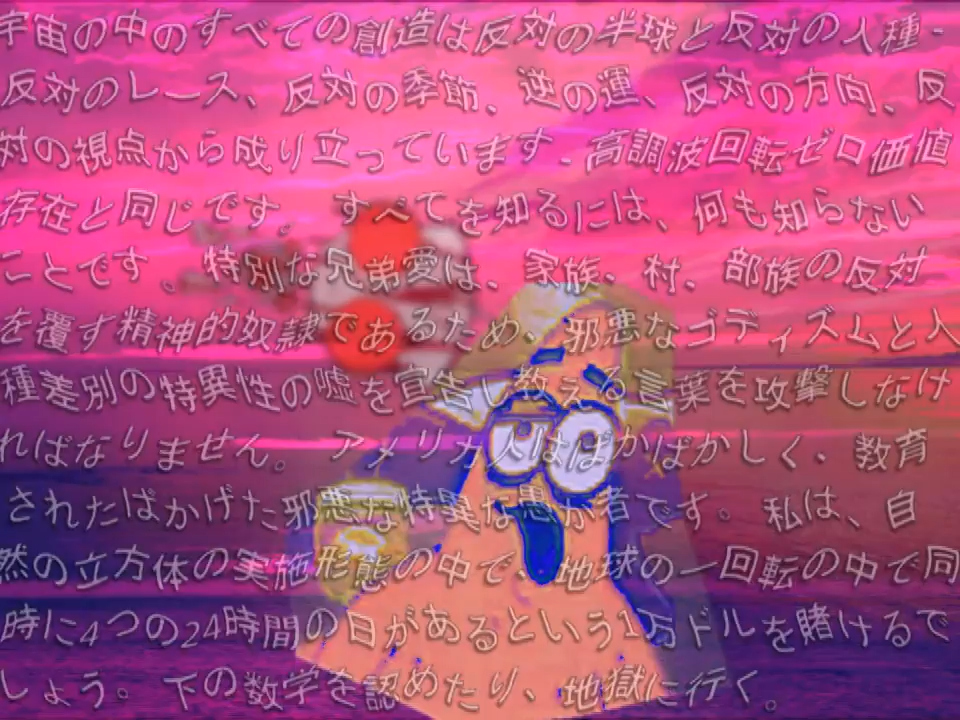 宇宙の中のすべての創造は反対の半球と反対の人種 -
反対のレース、反対の季節、逆の運、反対の方向、反
対の視点から成り立っています - 高調波回転ゼロ価値
存在と同じです。 すべてを知るには、何も知らない
ことです。 特別な兄弟愛は、家族、村、部族の反対
を覆す精神的奴隷であるため、邪悪なゴディズムと人
種差別の特異性の嘘を宣告し教える言葉を攻撃しなけ
ればなりません。 アメリカ人はばかばかしく、教育
されたばかげた邪悪な特異な愚か者です。 私は、自
然の立方体の実施形態の中で、地球の一回転の中で同
時に4つの24時間の日があるという1万ドルを賭けるで
しょう。 下の数学を認めたり、地獄に行く。